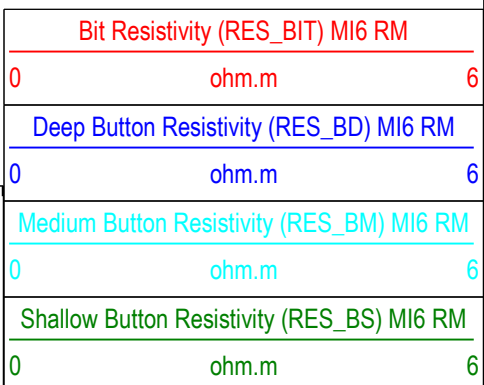 Bit Resistivity (RES_BIT) MI6 RM
0 ohm.m 6
Deep Button Resistivity (RES_BD) MI6 RM
0 ohm.m 6
Medium Button Resistivity (RES_BM) MI6 RM
0 ohm.m 6
Shallow Button Resistivity (RES_BS) MI6 RM
0 ohm.m 6